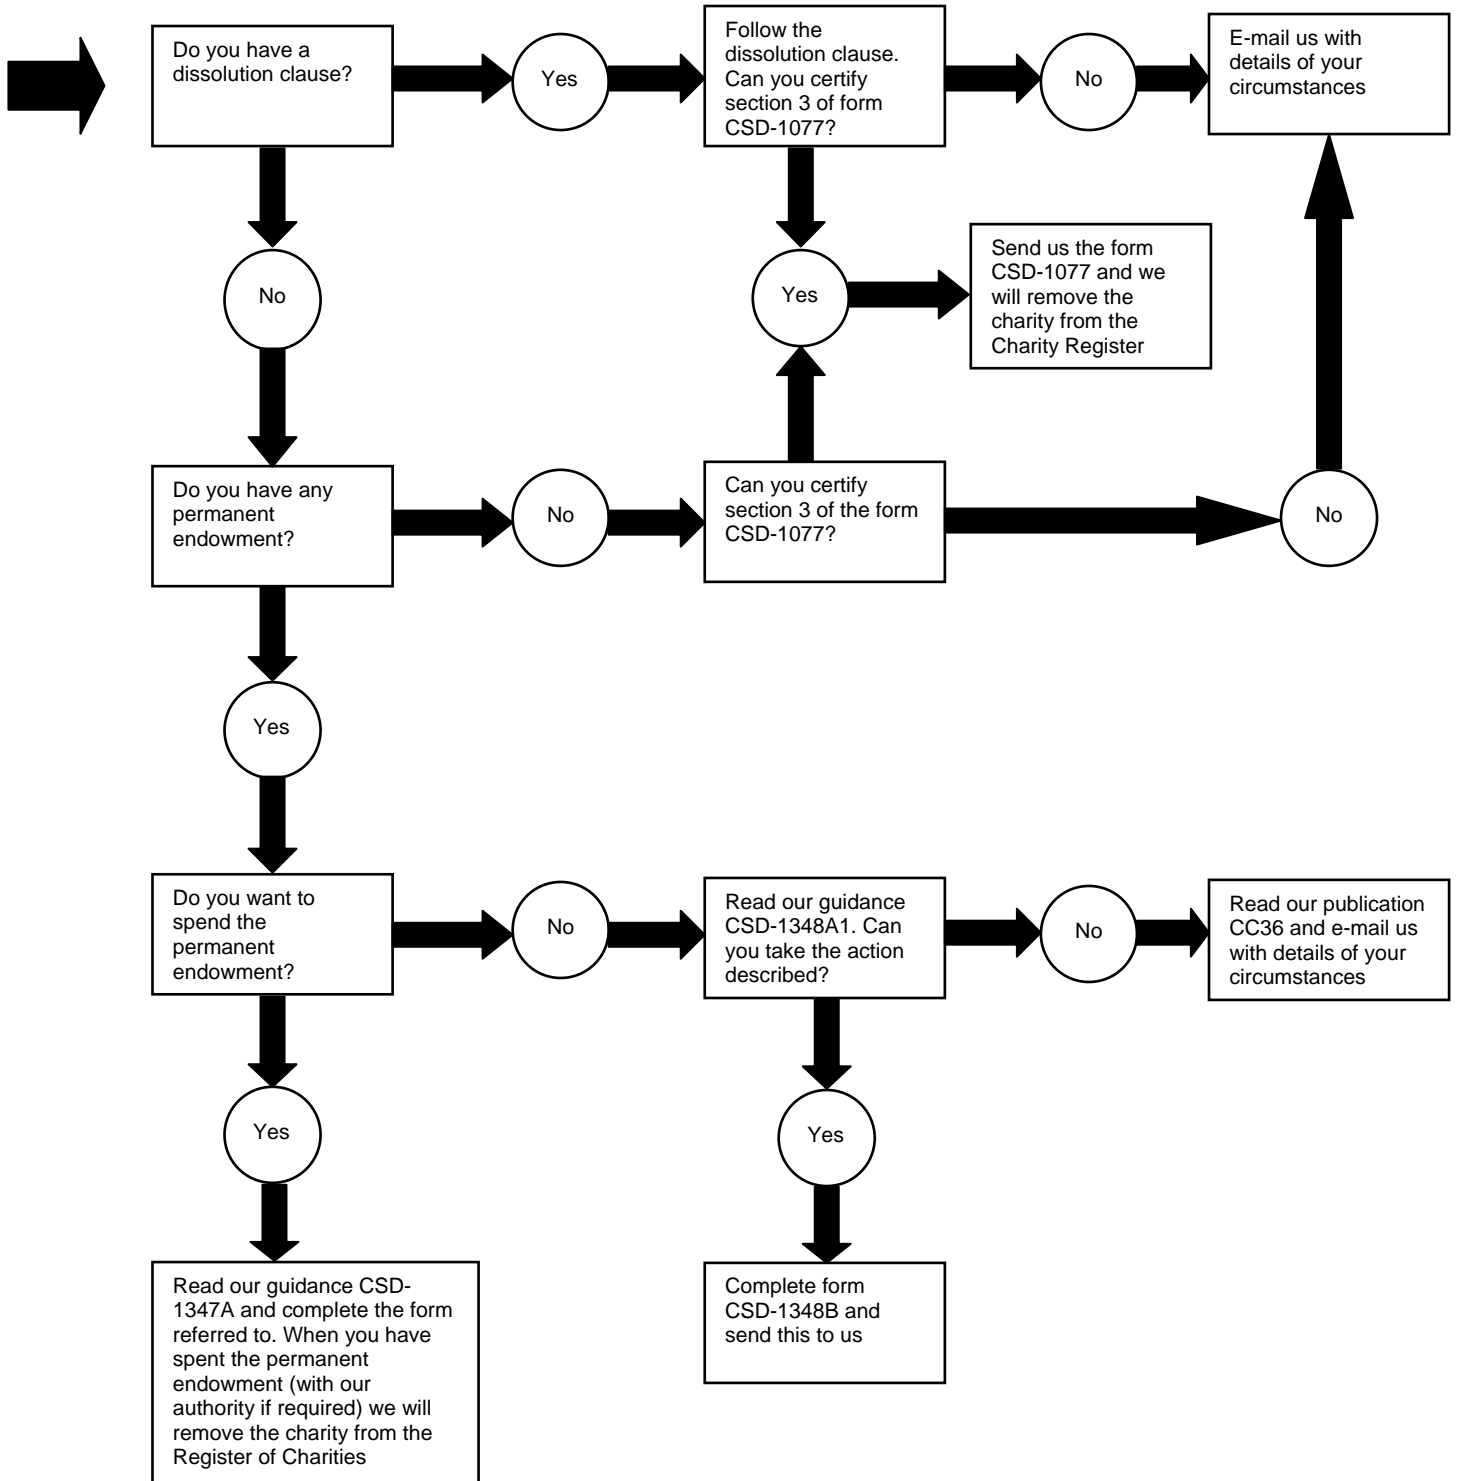 Do you have a
dissolution clause?
Yes
Follow the
dissolution clause.
Can you certify
section 3 of form
CSD-1077?
No
E-mail us with
details of your
circumstances
No
Yes
Send us the form
CSD-1077 and we
will remove the
charity from the
Charity Register
Do you have any
permanent
endowment?
No
Can you certify
section 3 of the form
CSD-1077?
No
Yes
Do you want to
spend the
permanent
endowment?
No
Read our guidance
CSD-1348A1. Can
you take the action
described?
No
Read our publication
CC36 and e-mail us
with details of your
circumstances
Yes
Yes
Read our guidance CSD-
1347A and complete the form
referred to. When you have
spent the permanent
endowment (with our
authority if required) we will
remove the charity from the
Register of Charities
Complete form
CSD-1348B and
send this to us